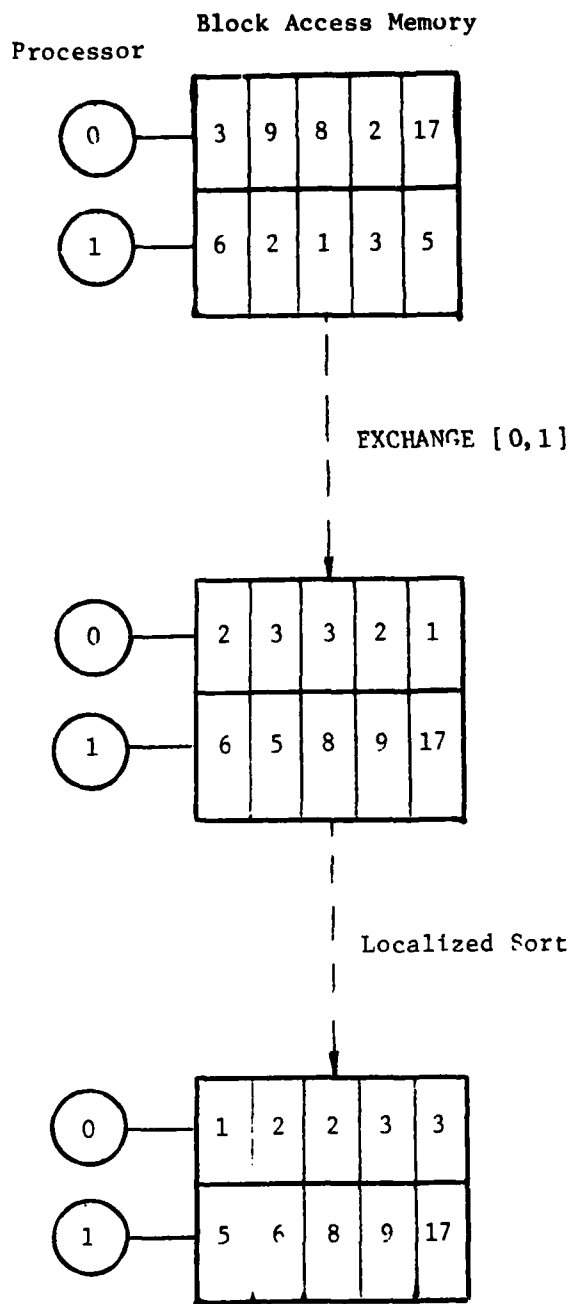 Block Access Memory
Processor
0 3 9 8 2 17
1 6 2 1 3 5
EXCHANGE [0,1]
0 2 3 3 2 1
1 6 5 8 9 17
Localized Sort
0 1 2 2 3 3
1 5 6 8 9 17